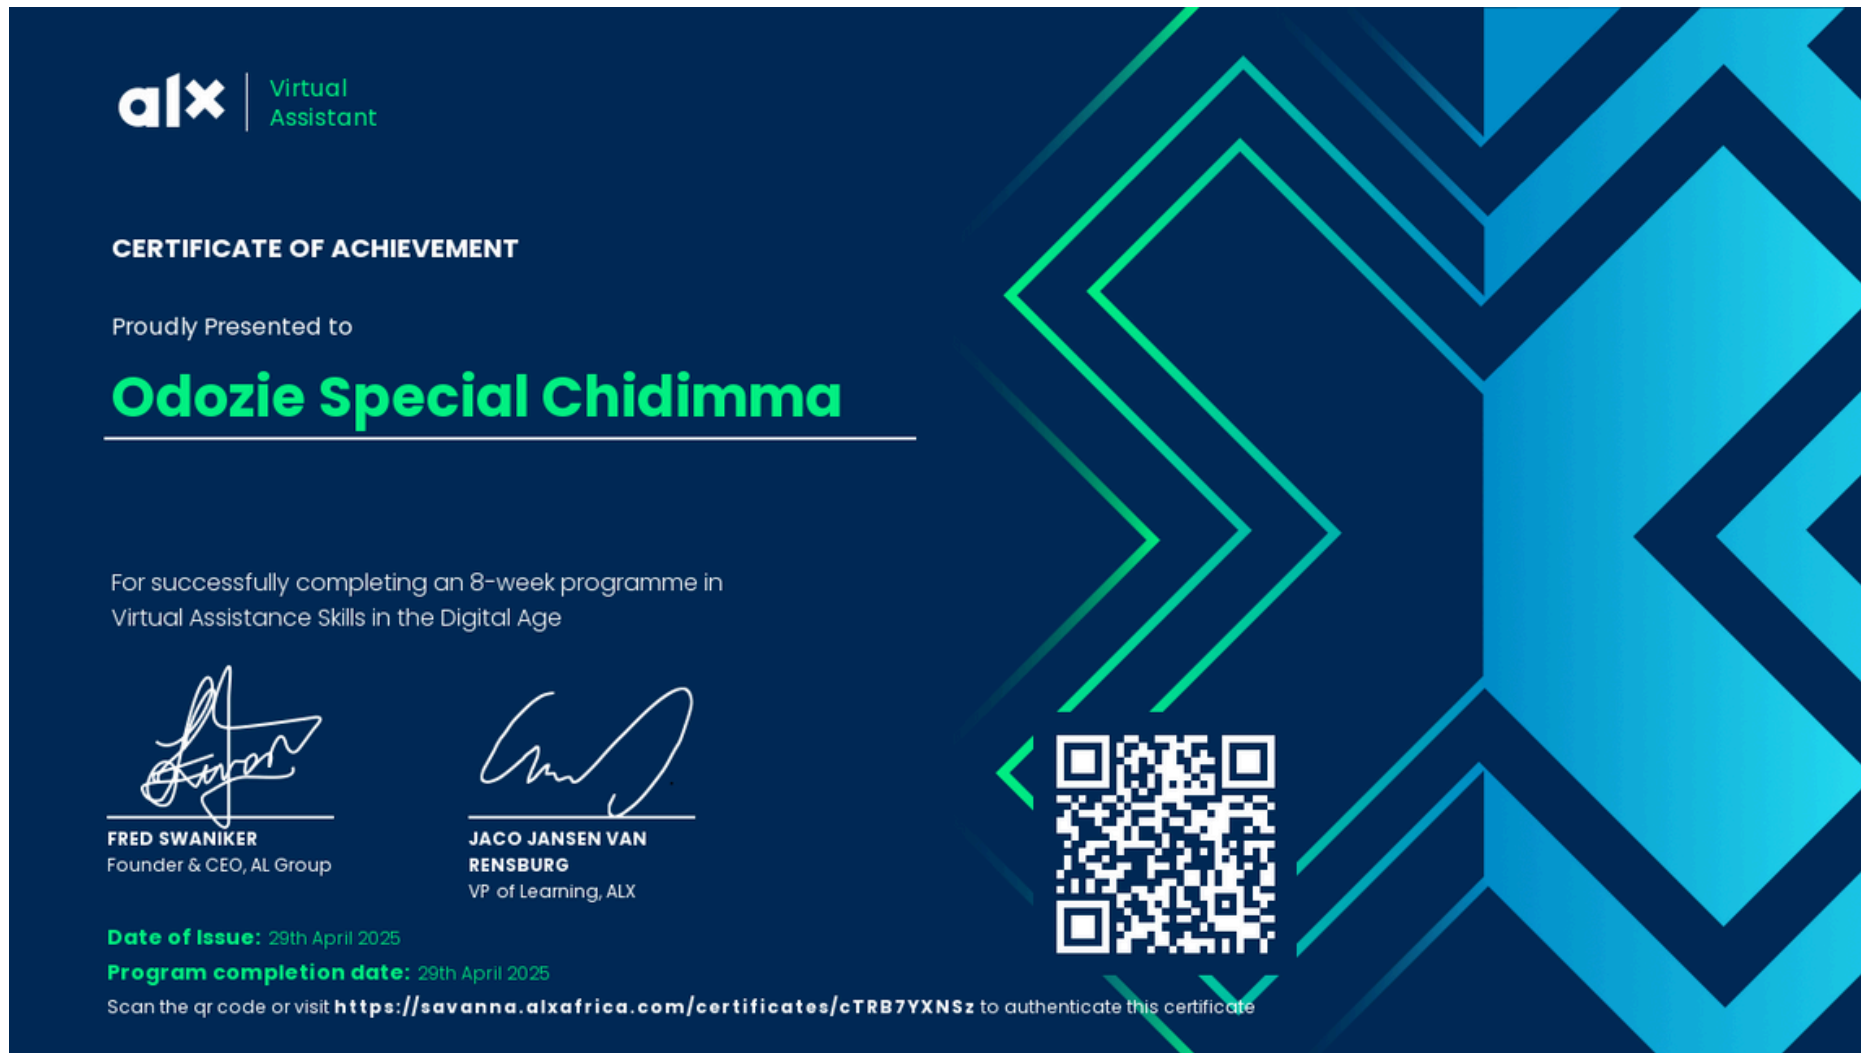 alx
Virtual
Assistant
CERTIFICATE OF ACHIEVEMENT
Proudly Presented to
Odozie Special Chidimma
For successfully completing an 8-week programme in
Virtual Assistance Skills in the Digital Age
FRED SWANIKER
Founder & CEO, AL Group
JACO JANSEN VAN
RENSBURG
VP of Learning, ALX
Date of Issue: 29th April 2025
Program completion date: 29th April 2025
Scan the qr code or visit https://savanna.alxafrica.com/certificates/cTRB7YXNSz to authenticate this certificate